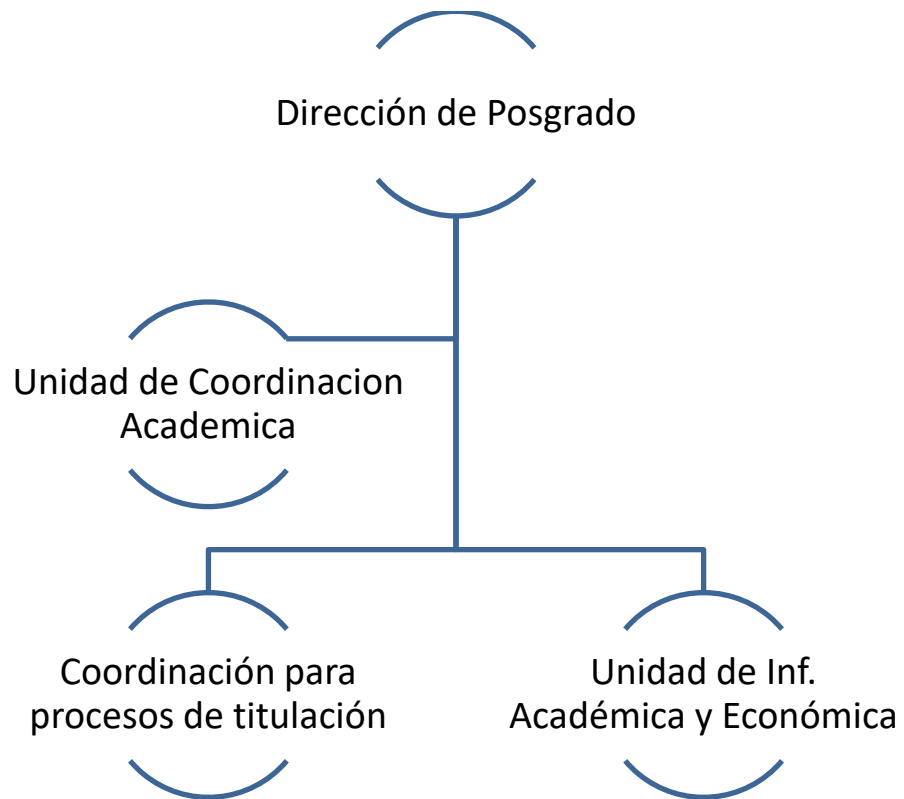 Dirección de Posgrado
Unidad de Coordinacion
Academica
Coordinación para
procesos de titulación
Unidad de Inf.
Académica y Económica